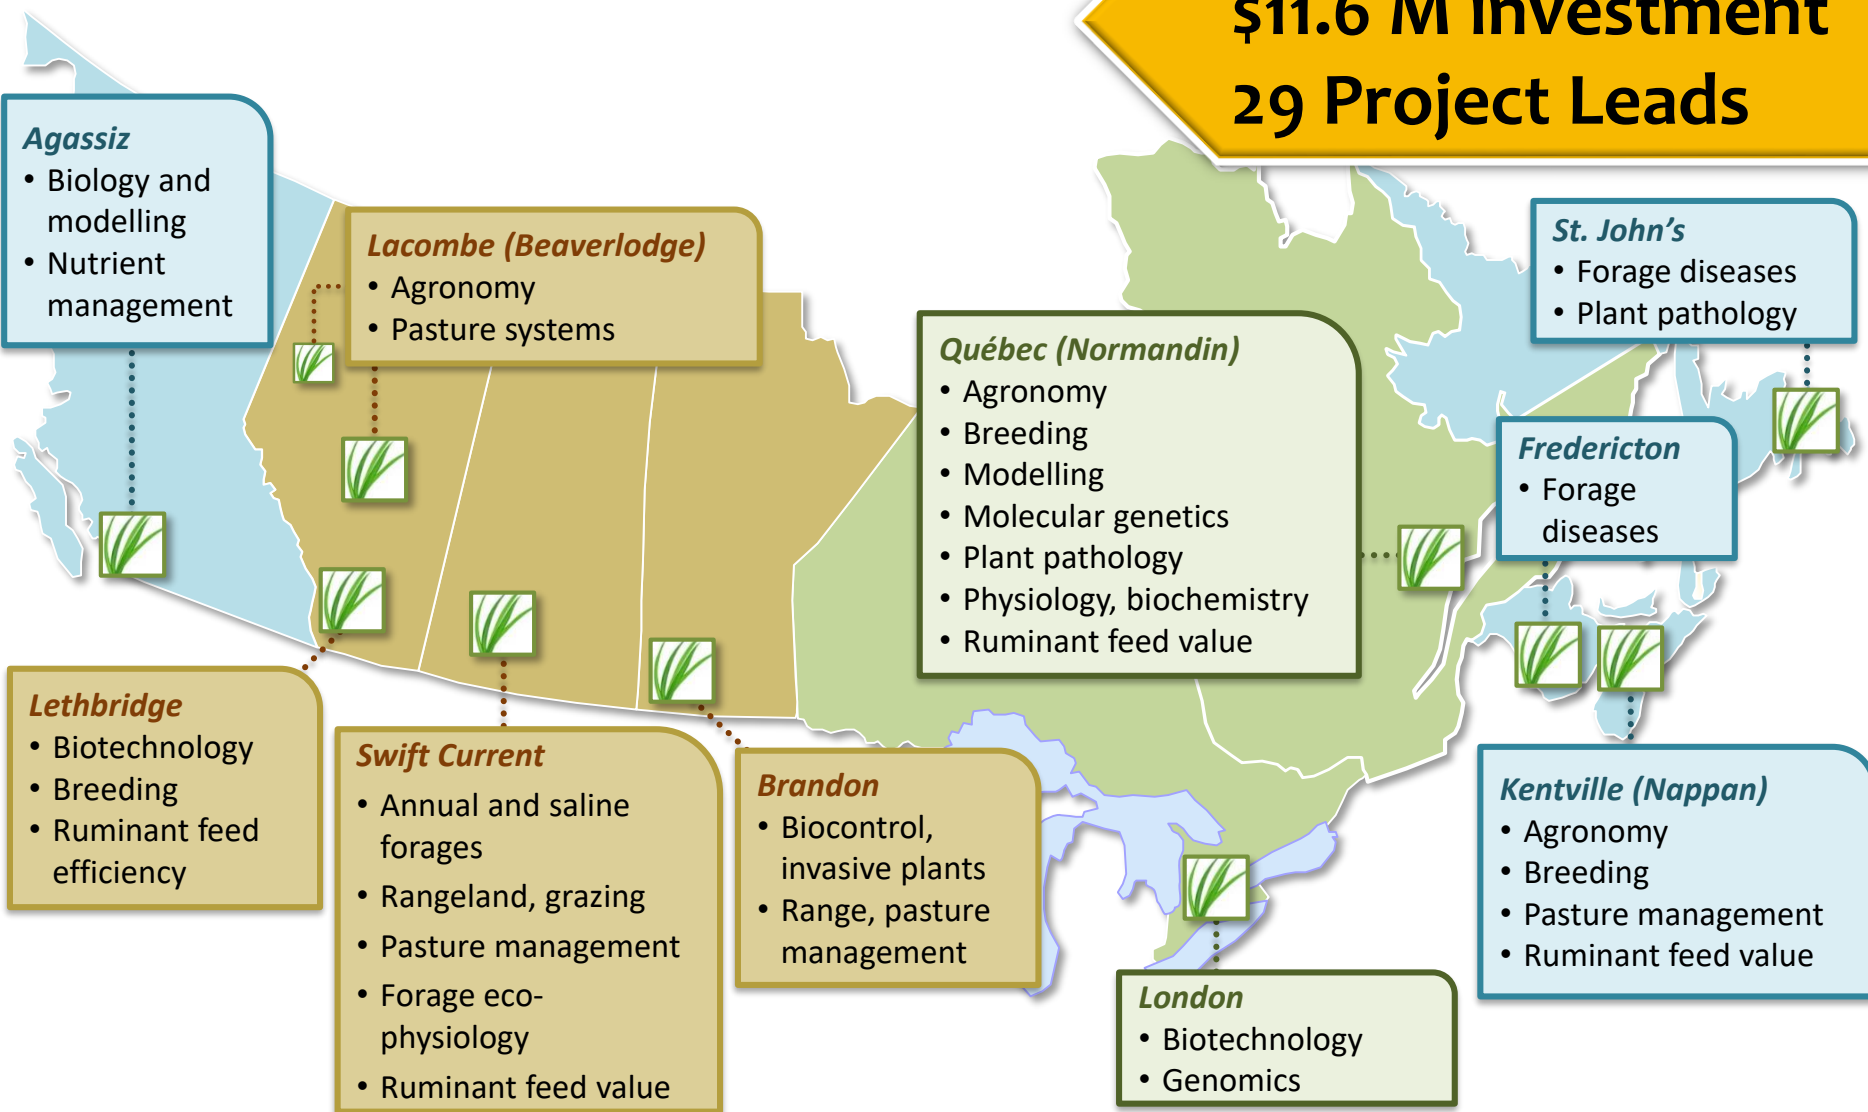 $11.6 M Investment
29 Project Leads
Agassiz
• Biology and
modelling
• Nutrient
management
Lacombe (Beaverlodge)
• Agronomy
• Pasture systems
St. John's
• Forage diseases
• Plant pathology
Québec (Normandin)
• Agronomy
• Breeding
• Modelling
• Molecular genetics
• Plant pathology
• Physiology, biochemistry
• Ruminant feed value
Fredericton
• Forage
diseases
Lethbridge
• Biotechnology
• Breeding
• Ruminant feed
efficiency
Swift Current
• Annual and saline
forages
• Rangeland, grazing
• Pasture management
• Forage eco-
physiology
• Ruminant feed value
Brandon
• Biocontrol,
invasive plants
• Range, pasture
management
London
• Biotechnology
• Genomics
Kentville (Nappan)
• Agronomy
• Breeding
• Pasture management
• Ruminant feed value